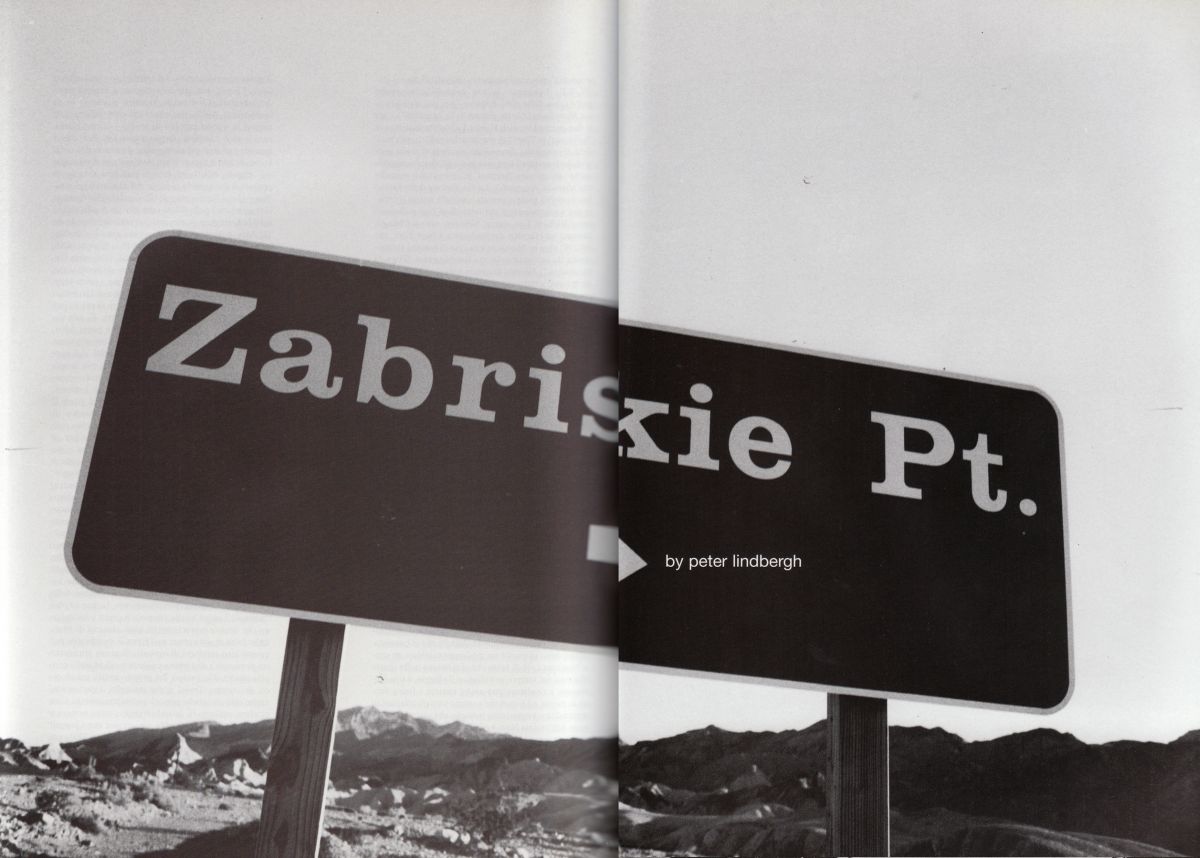 Zabriskie Pt.
by peter lindbergh